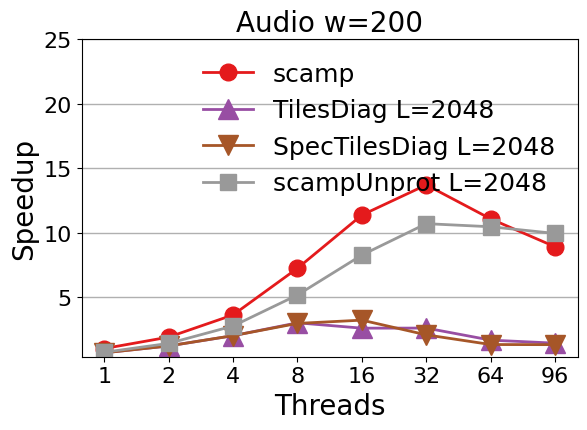 Audio w=200
Speedup
25
20
15
10
5
scamp
TilesDiag L=2048
SpecTilesDiag L=2048
scampUnprot L=2048
1 2 4 8 16 32 64 96
Threads